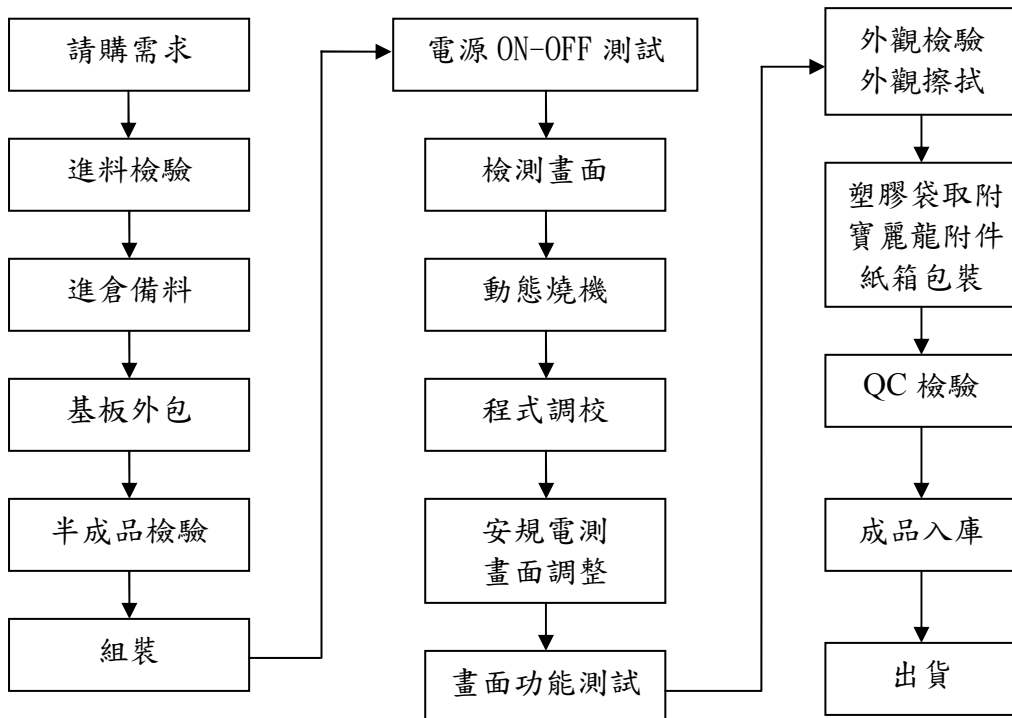 請購需求
進料檢驗
進倉備料
基板外包
半成品檢驗
組裝
電源 ON-OFF 測試
檢測畫面
動態燒機
程式調校
安規電測
畫面調整
畫面功能測試
外觀檢驗
外觀擦拭
塑膠袋取附
寶麗龍附件
紙箱包裝
QC 檢驗
成品入庫
出貨